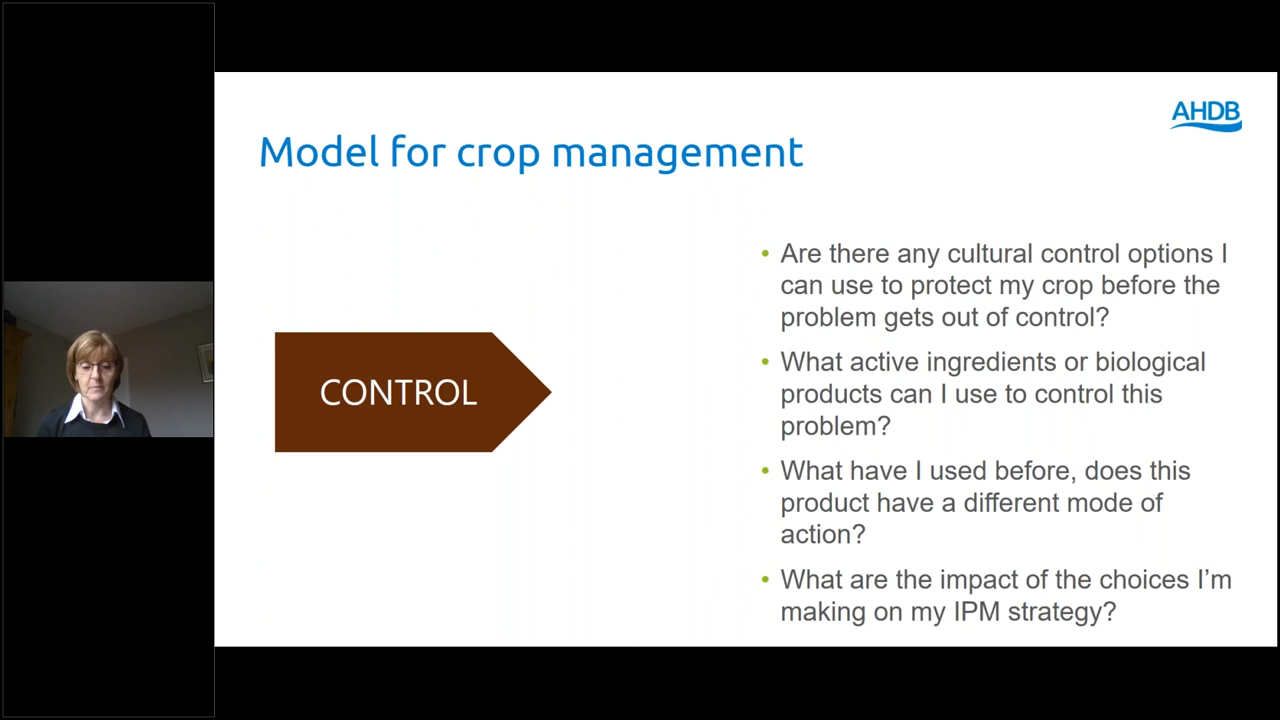 AHDB
Model for crop management
CONTROL
• Are there any cultural control options I
can use to protect my crop before the
problem gets out of control?
• What active ingredients or biological
products can I use to control this
problem?
• What have I used before, does this
product have a different mode of
action?
• What are the impact of the choices I’m
making on my IPM strategy?